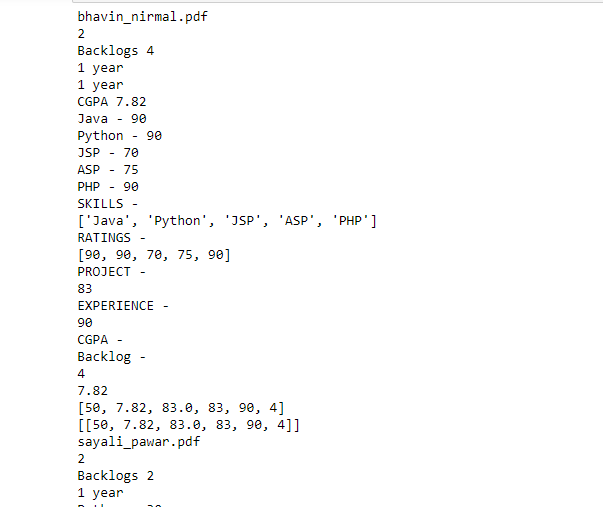 bhavin_nirmal.pdf
2
Backlogs 4
1 year
1 year
CGPA 7.82
Java - 90
Python - 90
JSP - 70
ASP - 75
PHP - 90
SKILLS -
['Java', 'Python', 'JSP', 'ASP', 'PHP']
RATINGS -
[90, 90, 70, 75, 90]
PROJECT -
83
EXPERIENCE -
90
CGPA -
Backlog -
4
7.82
[50, 7.82, 83.0, 83, 90, 4]
[[50, 7.82, 83.0, 83, 90, 4]]
sayali_pawar.pdf
2
Backlogs 2
1 year